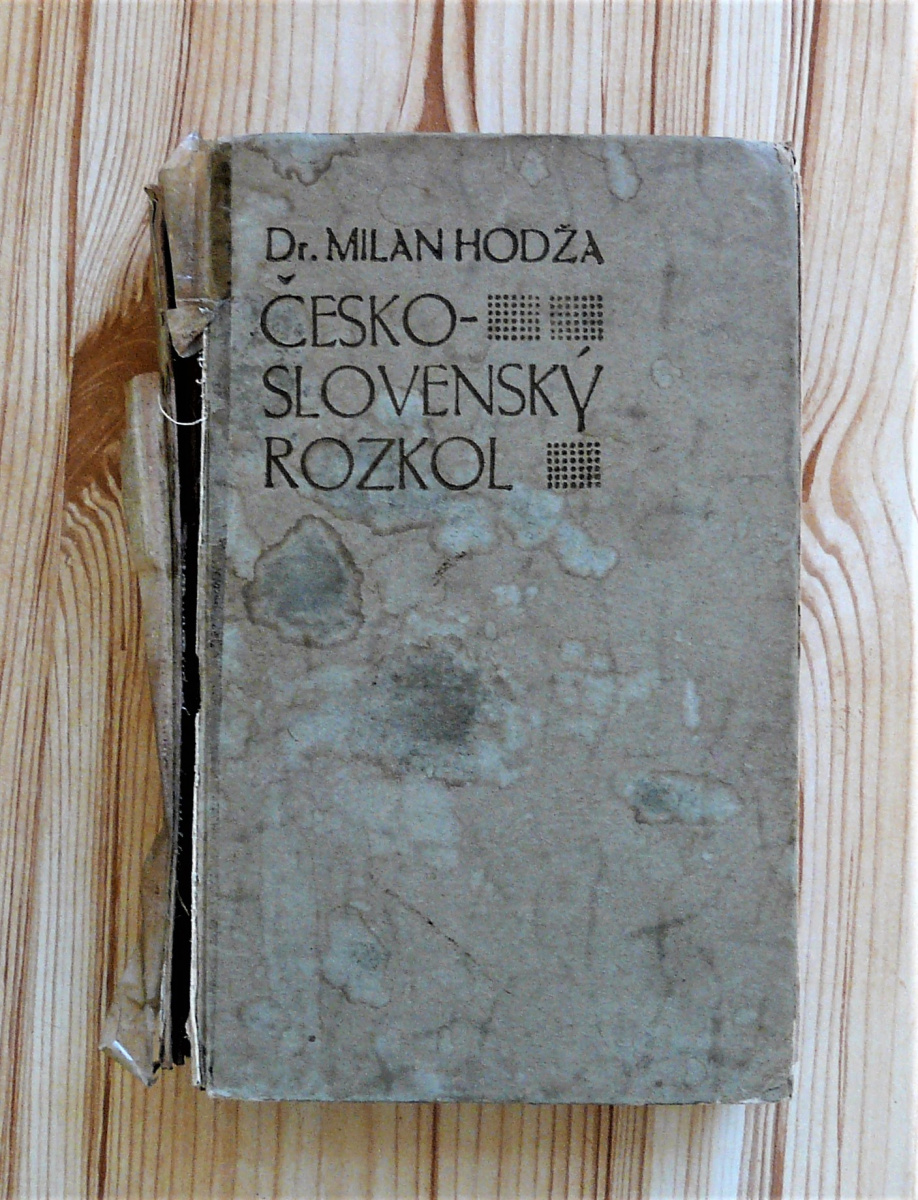 Dr. MILAN HODŽA
ČESKO-
SLOVENSKÝ
ROZKOL